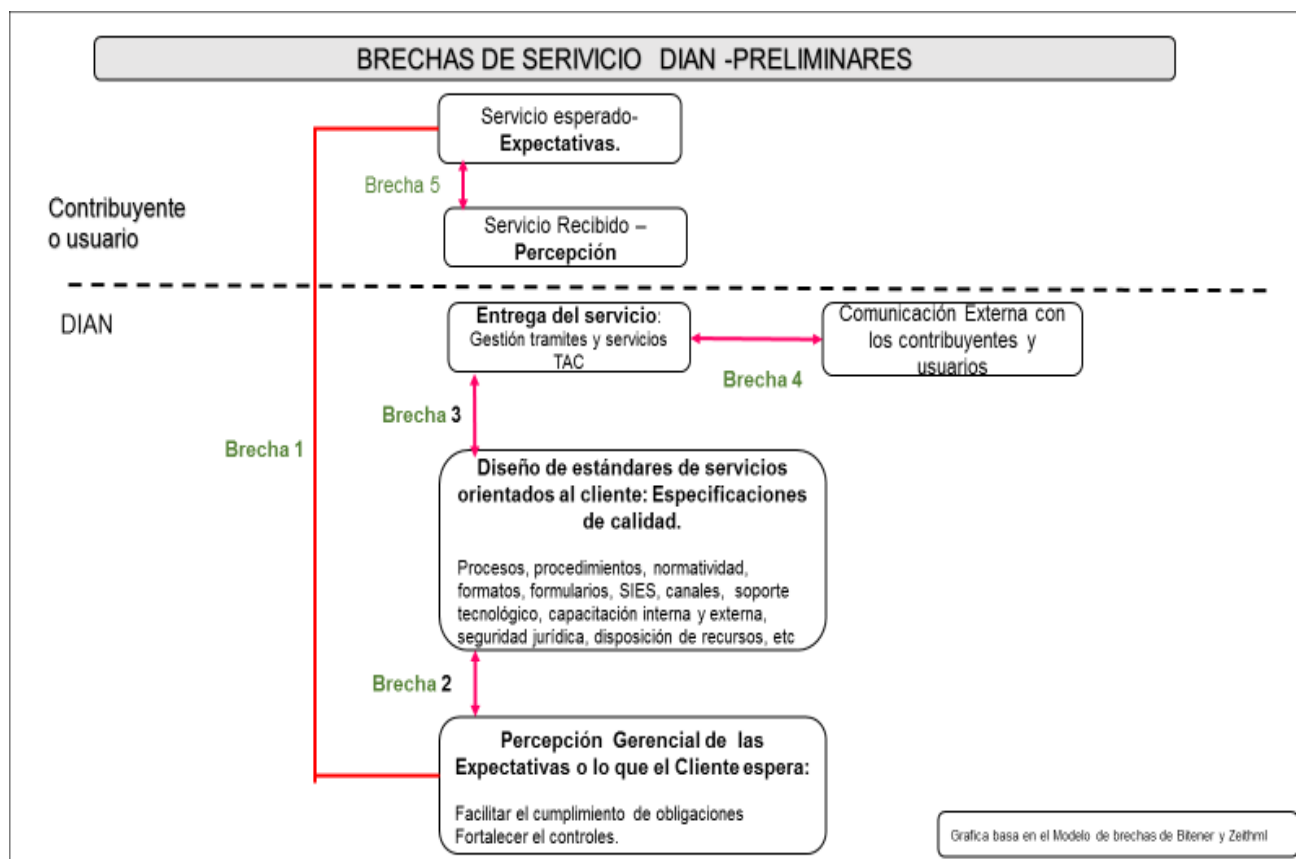 BRECHAS DE SERIVICIO DIAN -PRELIMINARES
Servicio esperado-
Expectativas.
Brecha 5
Contribuyente
o usuario
Servicio Recibido –
Percepción
DIAN
Entrega del servicio:
Gestión tramites y servicios
TAC
Comunicación Externa con
los contribuyentes y
usuarios
Brecha 4
Brecha 3
Brecha 1
Diseño de estándares de servicios
orientados al cliente: Especificaciones
de calidad.
Procesos, procedimientos, normatividad,
formatos, formularios, SIES, canales, soporte
tecnológico, capacitación interna y externa,
seguridad jurídica, disposición de recursos, etc
Brecha 2
Percepción Gerencial de las
Expectativas o lo que el Cliente espera:
Facilitar el cumplimiento de obligaciones
Fortalecer el controles.
Grafica basa en el Modelo de brechas de Bitener y Zeithml